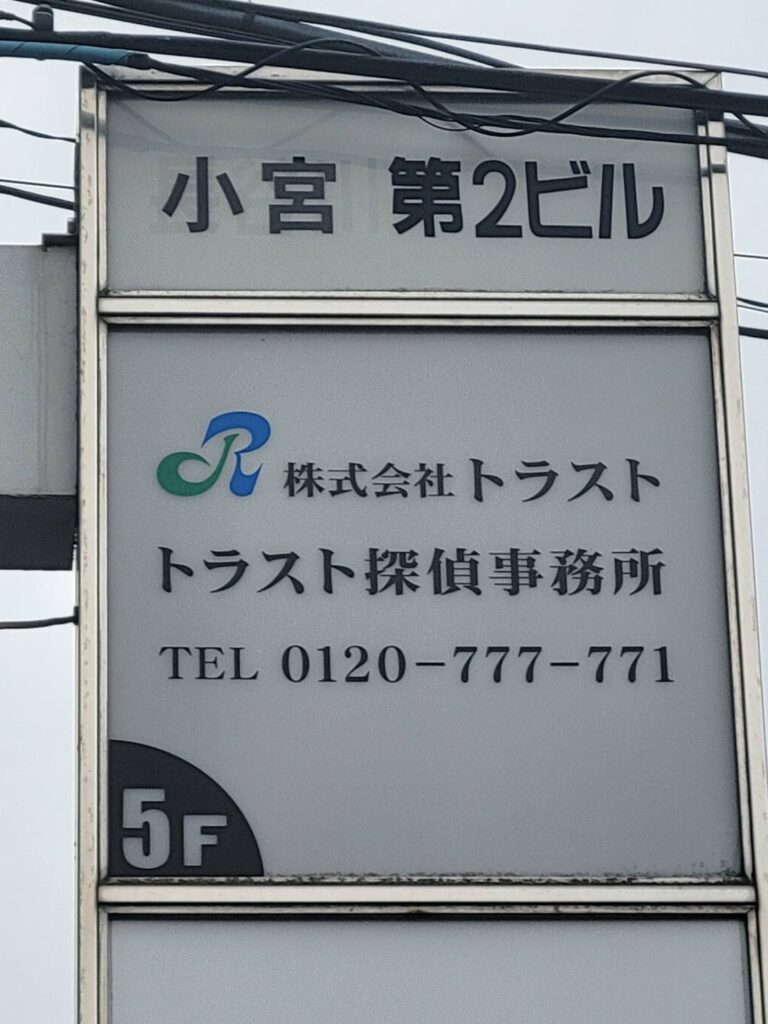 小宮 第2ビル
株式会社トラスト
トラスト探偵事務所
TEL 0120-777-771
5F